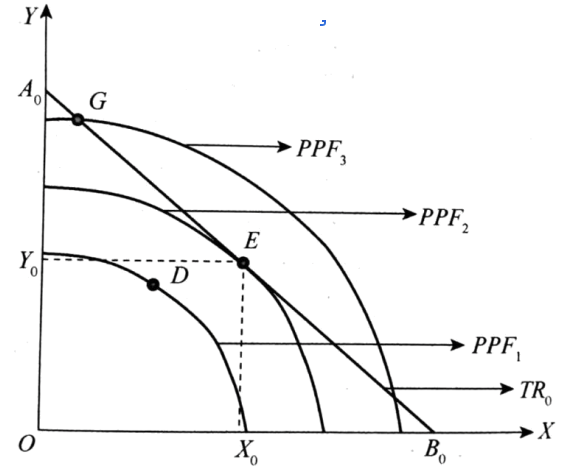 Y
A₀
G
PPF₃
PPF₂
E
Y₀
D
PPF₁
TR₀
O
X₀
B₀
X